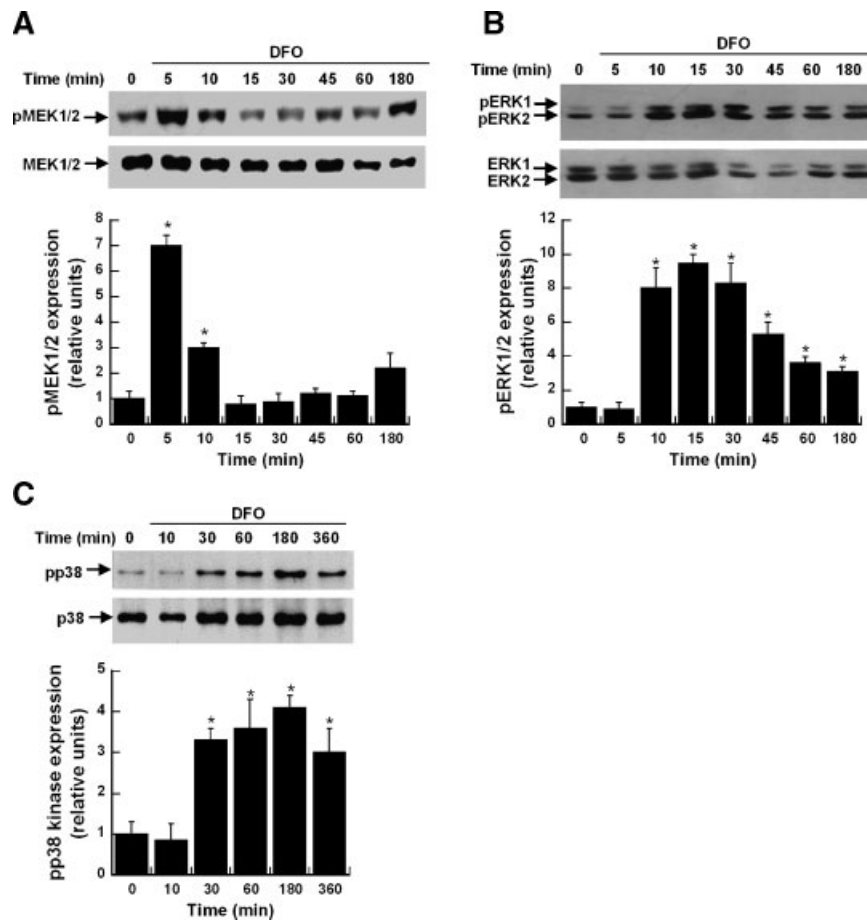 A
DFO
Time (min) 0 5 10 15 30 45 60 180
pMEK1/2
MEK1/2
pMEK1/2 expression
(relative units)
8
7
6
5
4
3
2
1
0
*
*
0 5 10 15 30 45 60 180
Time (min)
B
DFO
Time (min) 0 5 10 15 30 45 60 180
pERK1
pERK2
ERK1
ERK2
pERK1/2 expression
(relative units)
12
10
8
6
4
2
0
* * * * * *
0 5 10 15 30 45 60 180
Time (min)
C
DFO
Time (min) 0 10 30 60 180 360
pp38
p38
pp38 kinase expression
(relative units)
5
4
3
2
1
0
* * * *
0 10 30 60 180 360
Time (min)